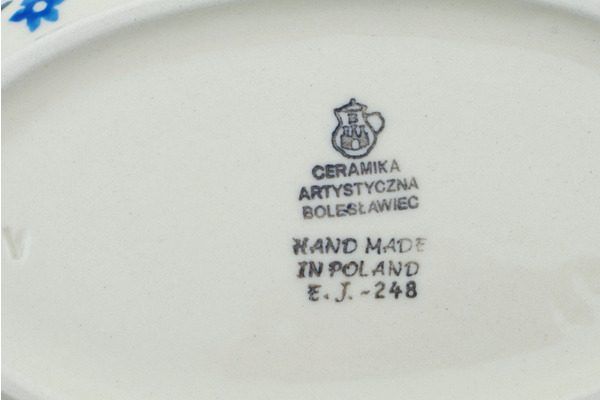 B
CERAMIKA
ARTYSTYCZNA
BOLESŁAWIEC
HAND MADE
IN POLAND
E. J. -248